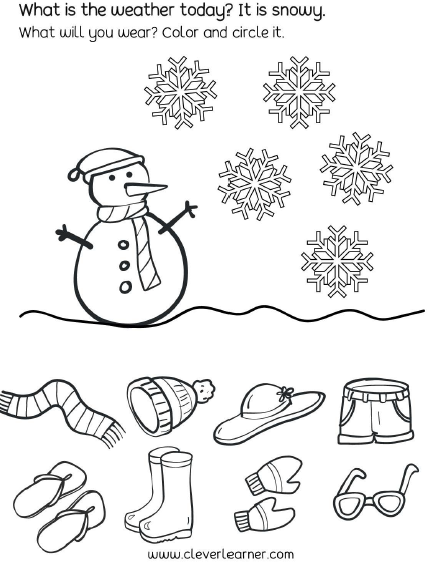 What is the weather today? It is snowy.
What will you wear? Color and circle it.
www.cleverlearner.com